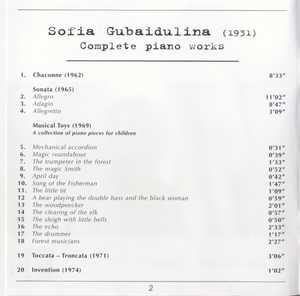 Sofia Gubaidulina (1931)
Complete piano works
1. Chaconne (1962) 8'33"
Sonata (1965)
2. Allegro 11'02"
3. Adagio 8'47"
4. Allegretto 3'09"
Musical Toys (1969)
A collection of piano pieces for children
5. Mechanical accordion 0'31"
6. Magic roundabout 0'39"
7. The trumpeter in the forest 1'33"
8. The magic Smith 0'52"
9. April day 0'42"
10. Song of the Fisherman 1'47"
11. The little tit 1'09"
12 A bear playing the double bass and the black woman 0'59"
13 The woodpeecker 2'01"
14 The clearing of the elk 0'57"
15 The sleigh with little bells 0'50"
16 The echo 2'33"
17 The drummer 1'17"
18 Forest musicians 2'27"
19 Toccata - Troncata (1971) 3'06"
20 Invention (1974) 1'02"
2